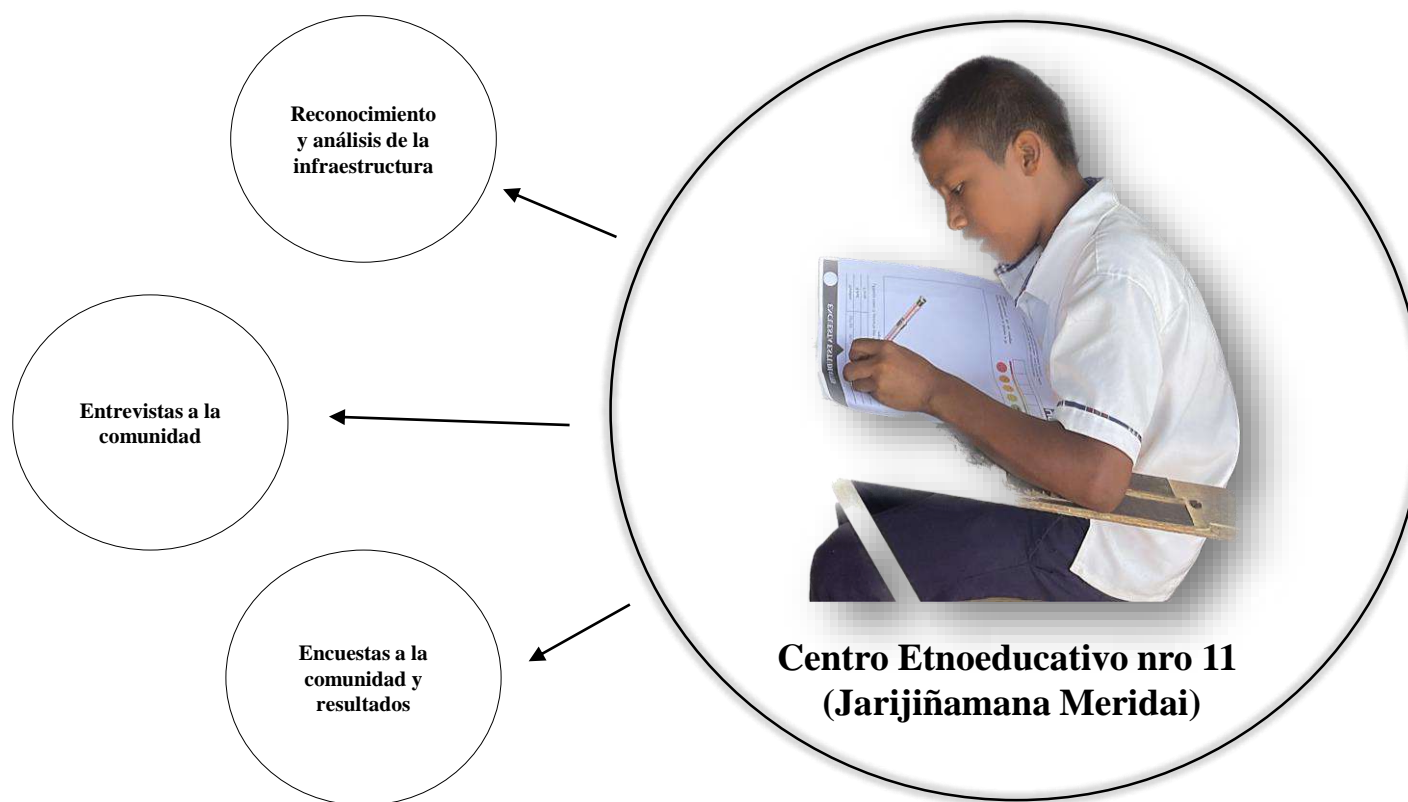 Reconocimiento
y análisis de la
infraestructura
Entrevistas a la
comunidad
Encuestas a la
comunidad y
resultados
Centro Etnoeducativo nro 11
(Jarijiñamana Meridai)